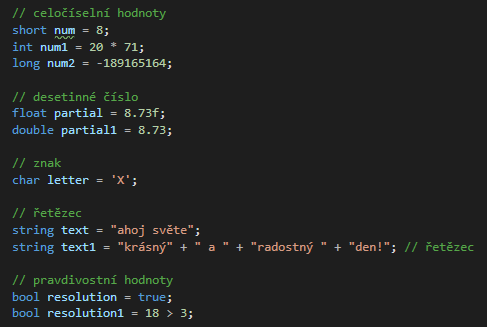 // celočíselní hodnoty
short num = 8;
int num1 = 20 * 71;
long num2 = -189165164;
// desetinné číslo
float partial = 8.73f;
double partial1 = 8.73;
// znak
char letter = 'X';
// řetězec
string text = "ahoj světe";
string text1 = "krásný" + " a " + "radostný " + "den!"; // řetězec
// pravdivostní hodnoty
bool resolution = true;
bool resolution1 = 18 > 3;